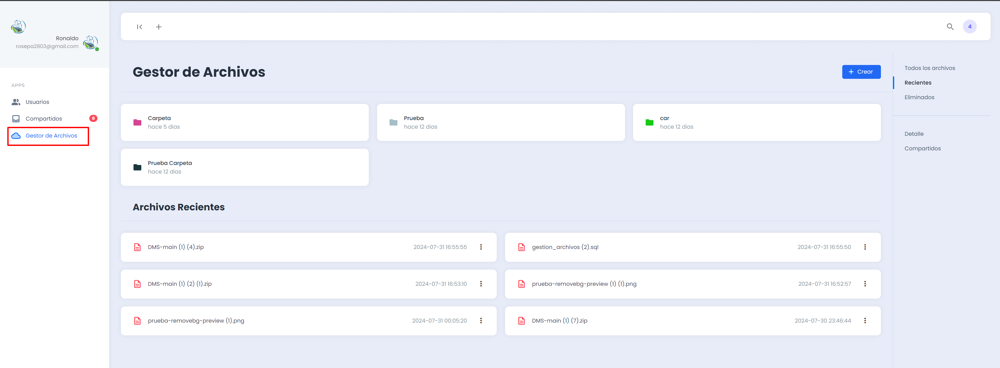 Ronaldo
rosepa2803@gmail.com
APPS
Usuarios
Compartidos
0
Gestor de Archivos
4
Gestor de Archivos
Crear
Carpeta
hace 5 dias
Prueba
hace 12 dias
car
hace 12 dias
Prueba Carpeta
hace 12 dias
Archivos Recientes
DMS-main (1) (4).zip
2024-07-31 16:55:55
gestion_archivos (2).sql
2024-07-31 16:55:50
DMS-main (1) (2) (1).zip
2024-07-31 16:53:10
prueba-removebg-preview (1) (1).png
2024-07-31 16:52:57
prueba-removebg-preview (1).png
2024-07-31 00:05:20
DMS-main (1) (7).zip
2024-07-30 23:46:44
Todos los archivos
Recientes
Eliminados
Detalle
Compartidos